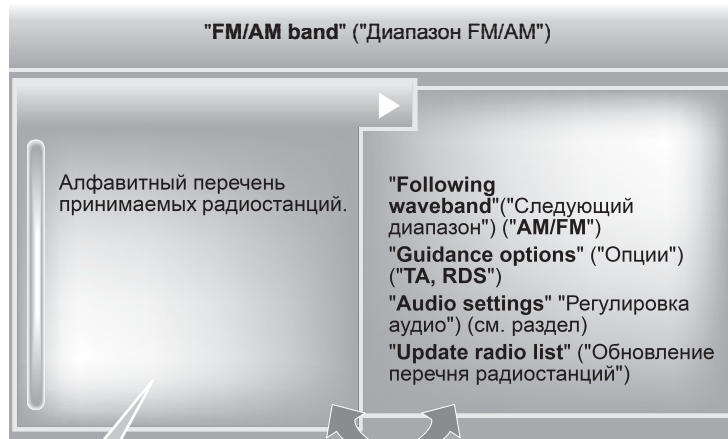 "FM/AM band" ("Диапазон FM/AM")
Алфавитный перечень
принимаемых радиостанций.
"Following
waveband"("Следующий
диапазон") ("AM/FM")
"Guidance options" ("Опции")
("TA, RDS")
"Audio settings" "Регулировка
аудио") (см. раздел)
"Update radio list" ("Обновление
перечня радиостанций")